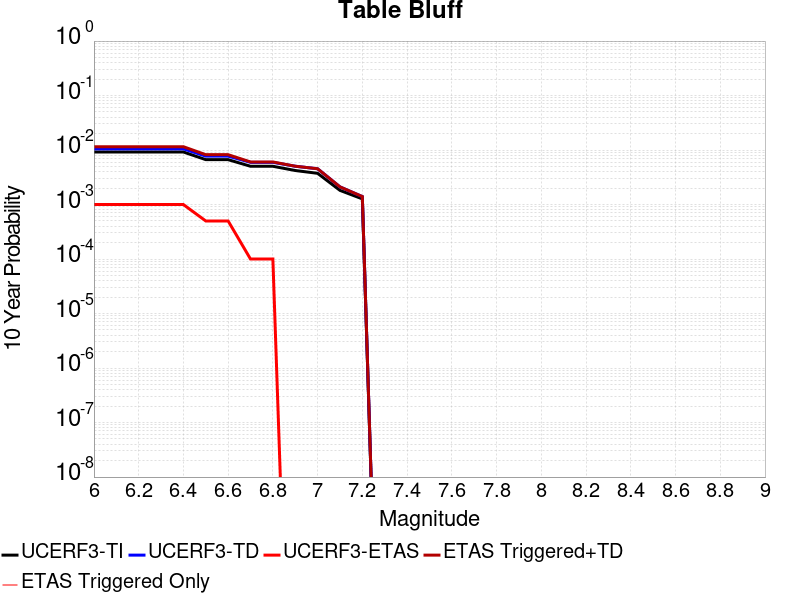 Table Bluff
10 Year Probability
10^0
10^-1
10^-2
10^-3
10^-4
10^-5
10^-6
10^-7
10^-8
6 6.2 6.4 6.6 6.8 7 7.2 7.4 7.6 7.8 8 8.2 8.4 8.6 8.8 9
Magnitude
UCERF3-TI UCERF3-TD UCERF3-ETAS ETAS Triggered+TD
ETAS Triggered Only